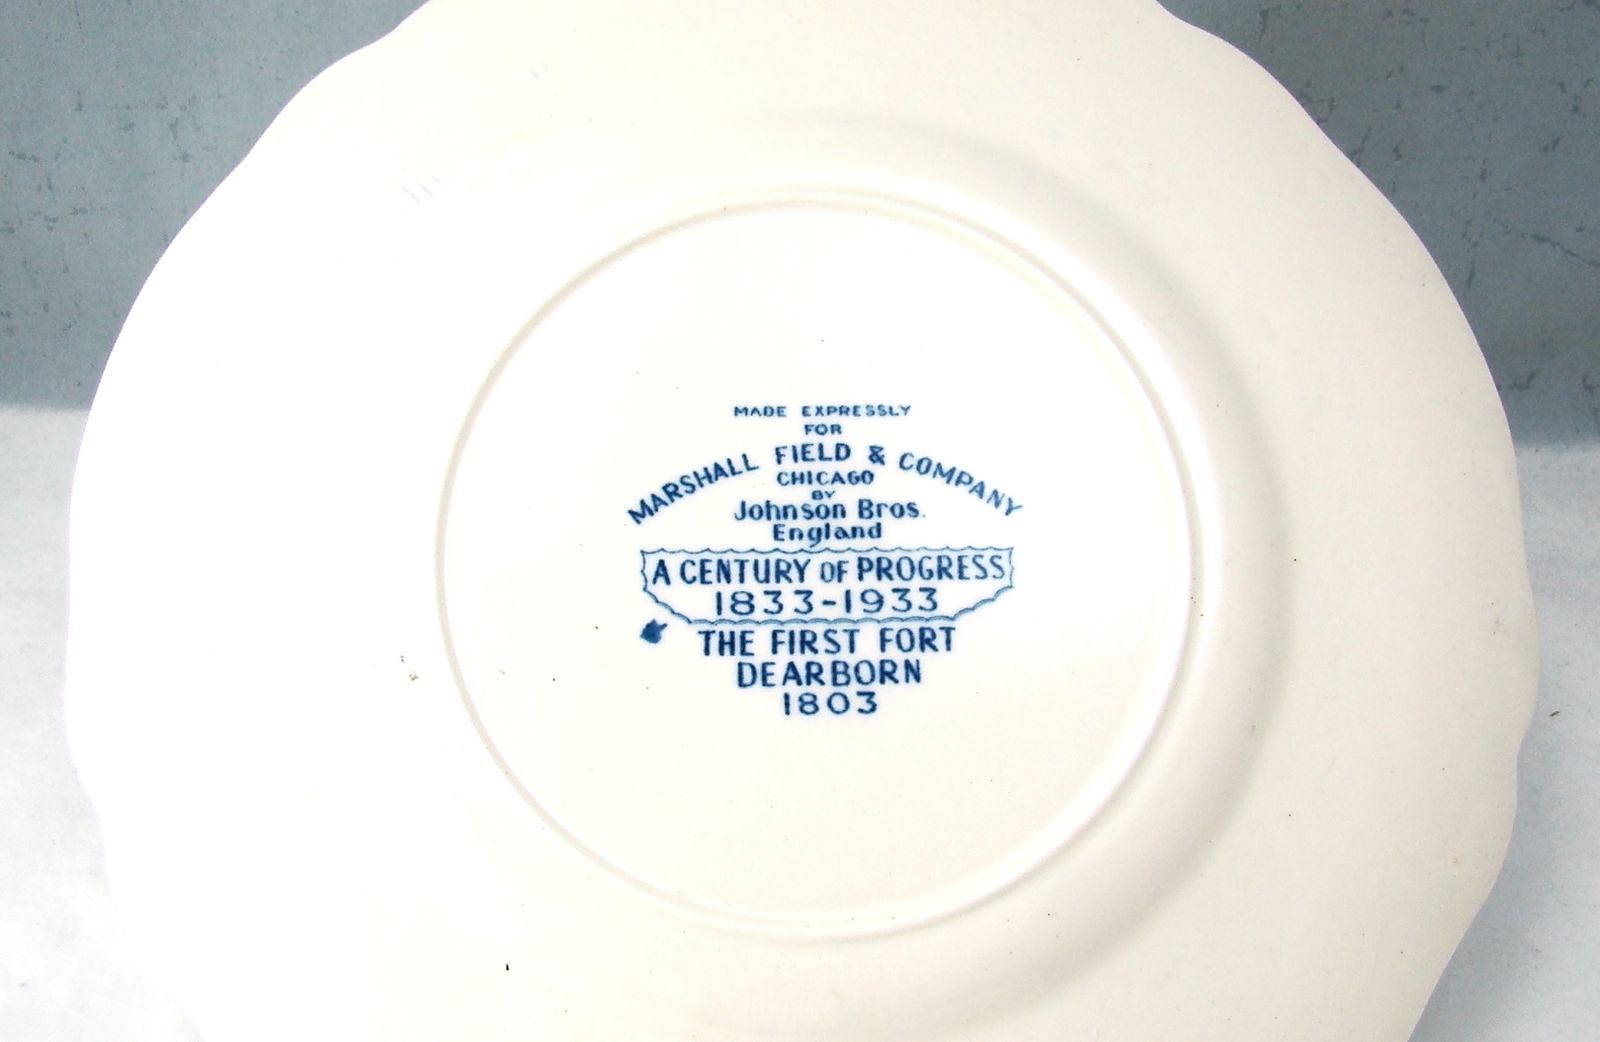 MADE EXPRESSLY
FOR
MARSHALL FIELD & COMPANY
CHICAGO
BY
Johnson Bros.
England
A CENTURY OF PROGRESS
1833-1933
THE FIRST FORT
DEARBORN
1803